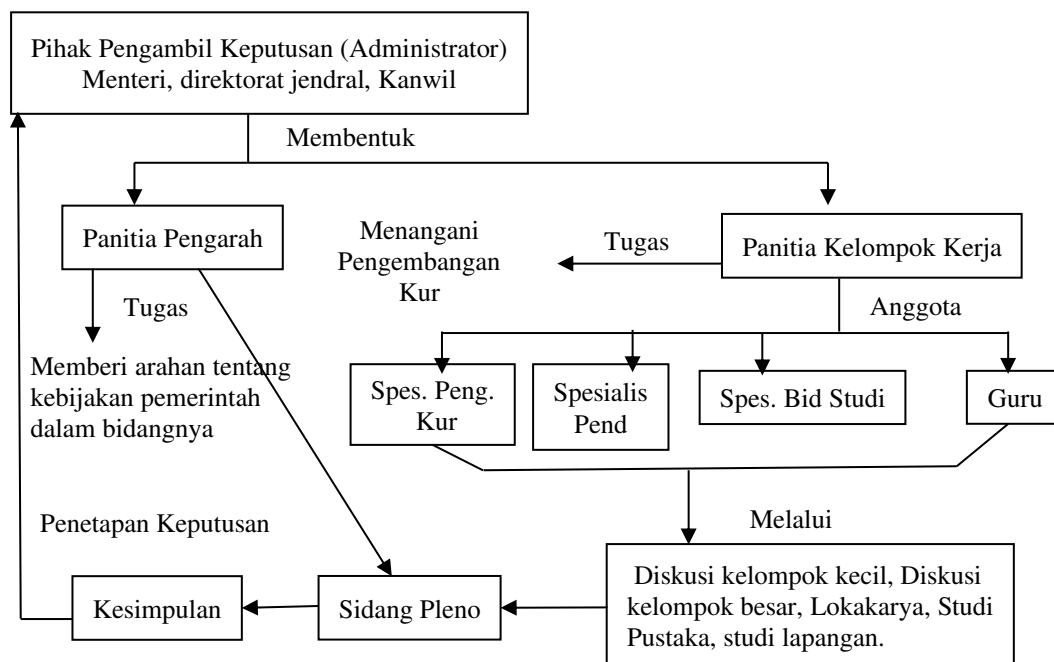 Pihak Pengambil Keputusan (Administrator)
Menteri, direktorat jendral, Kanwil
Membentuk
Panitia Pengarah
Menangani
Pengembangan
Kur
Tugas
Panitia Kelompok Kerja
Tugas
Anggota
Memberi arahan tentang
kebijakan pemerintah
dalam bidangnya
Spes. Peng.
Kur
Spesialis
Pend
Spes. Bid Studi
Guru
Penetapan Keputusan
Melalui
Kesimpulan
Sidang Pleno
Diskusi kelompok kecil, Diskusi
kelompok besar, Lokakarya, Studi
Pustaka, studi lapangan.